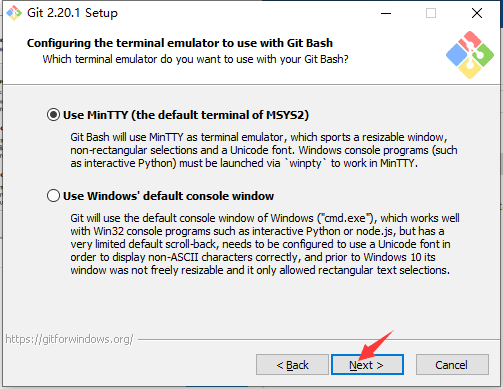 Git 2.20.1 Setup
Configuring the terminal emulator to use with Git Bash
Which terminal emulator do you want to use with your Git Bash?
Use MinTTY (the default terminal of MSYS2)
Git Bash will use MinTTY as terminal emulator, which sports a resizable window,
non-rectangular selections and a Unicode font. Windows console programs (such
as interactive Python) must be launched via `winpty` to work in MinTTY.
Use Windows' default console window
Git will use the default console window of Windows ("cmd.exe"), which works well
with Win32 console programs such as interactive Python or node.js, but has a
very limited default scroll-back, needs to be configured to use a Unicode font in
order to display non-ASCII characters correctly, and prior to Windows 10 its
window was not freely resizable and it only allowed rectangular text selections.
https://gitforwindows.org/
< Back
Next >
Cancel